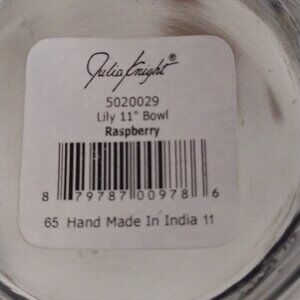 Julia Knight®
5020029
Lily 11" Bowl
Raspberry
8 79787 00978 6
65 Hand Made In India 11